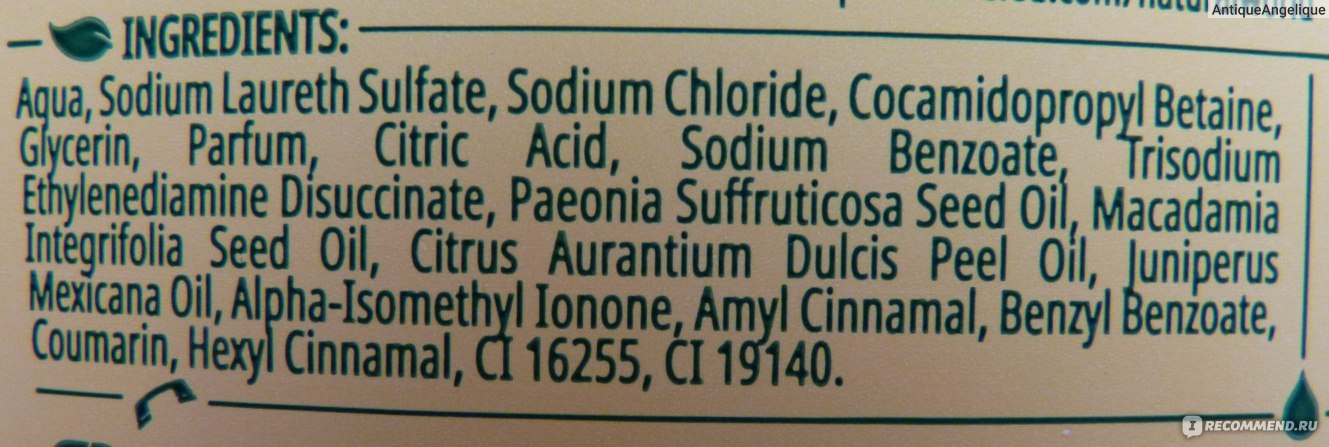 AntiqueAngelique
INGREDIENTS:
Aqua, Sodium Laureth Sulfate, Sodium Chloride, Cocamidopropyl Betaine,
Glycerin, Parfum, Citric Acid, Sodium Benzoate, Trisodium
Ethylenediamine Disuccinate, Paeonia Suffruticosa Seed Oil, Macadamia
Integrifolia Seed Oil, Citrus Aurantium Dulcis Peel Oil, Juniperus
Mexicana Oil, Alpha-Isomethyl Ionone, Amyl Cinnamal, Benzyl Benzoate,
Coumarin, Hexyl Cinnamal, CI 16255, CI 19140.
I RECOMMEND.RU